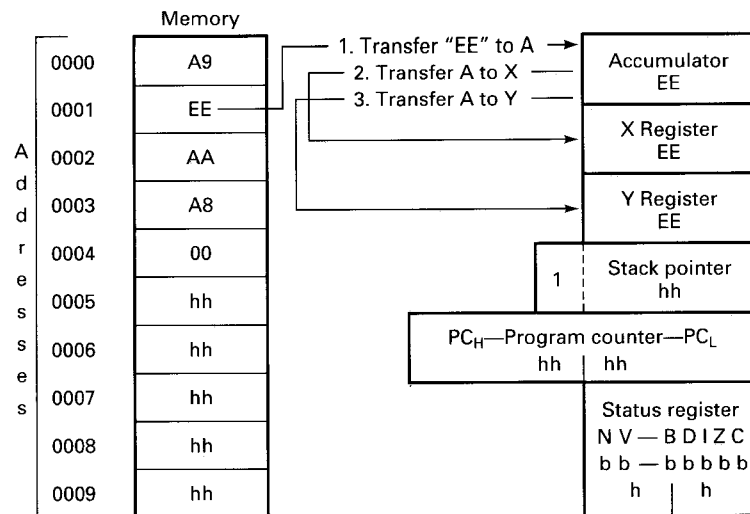 Memory
Addresses
0000 A9
0001 EE
0002 AA
0003 A8
0004 00
0005 hh
0006 hh
0007 hh
0008 hh
0009 hh
1. Transfer “EE” to A
2. Transfer A to X
3. Transfer A to Y
Accumulator
EE
X Register
EE
Y Register
EE
1
Stack pointer
hh
PCH—Program counter—PCL
hh hh
Status register
N V — B D I Z C
b b — b b b b b
h h